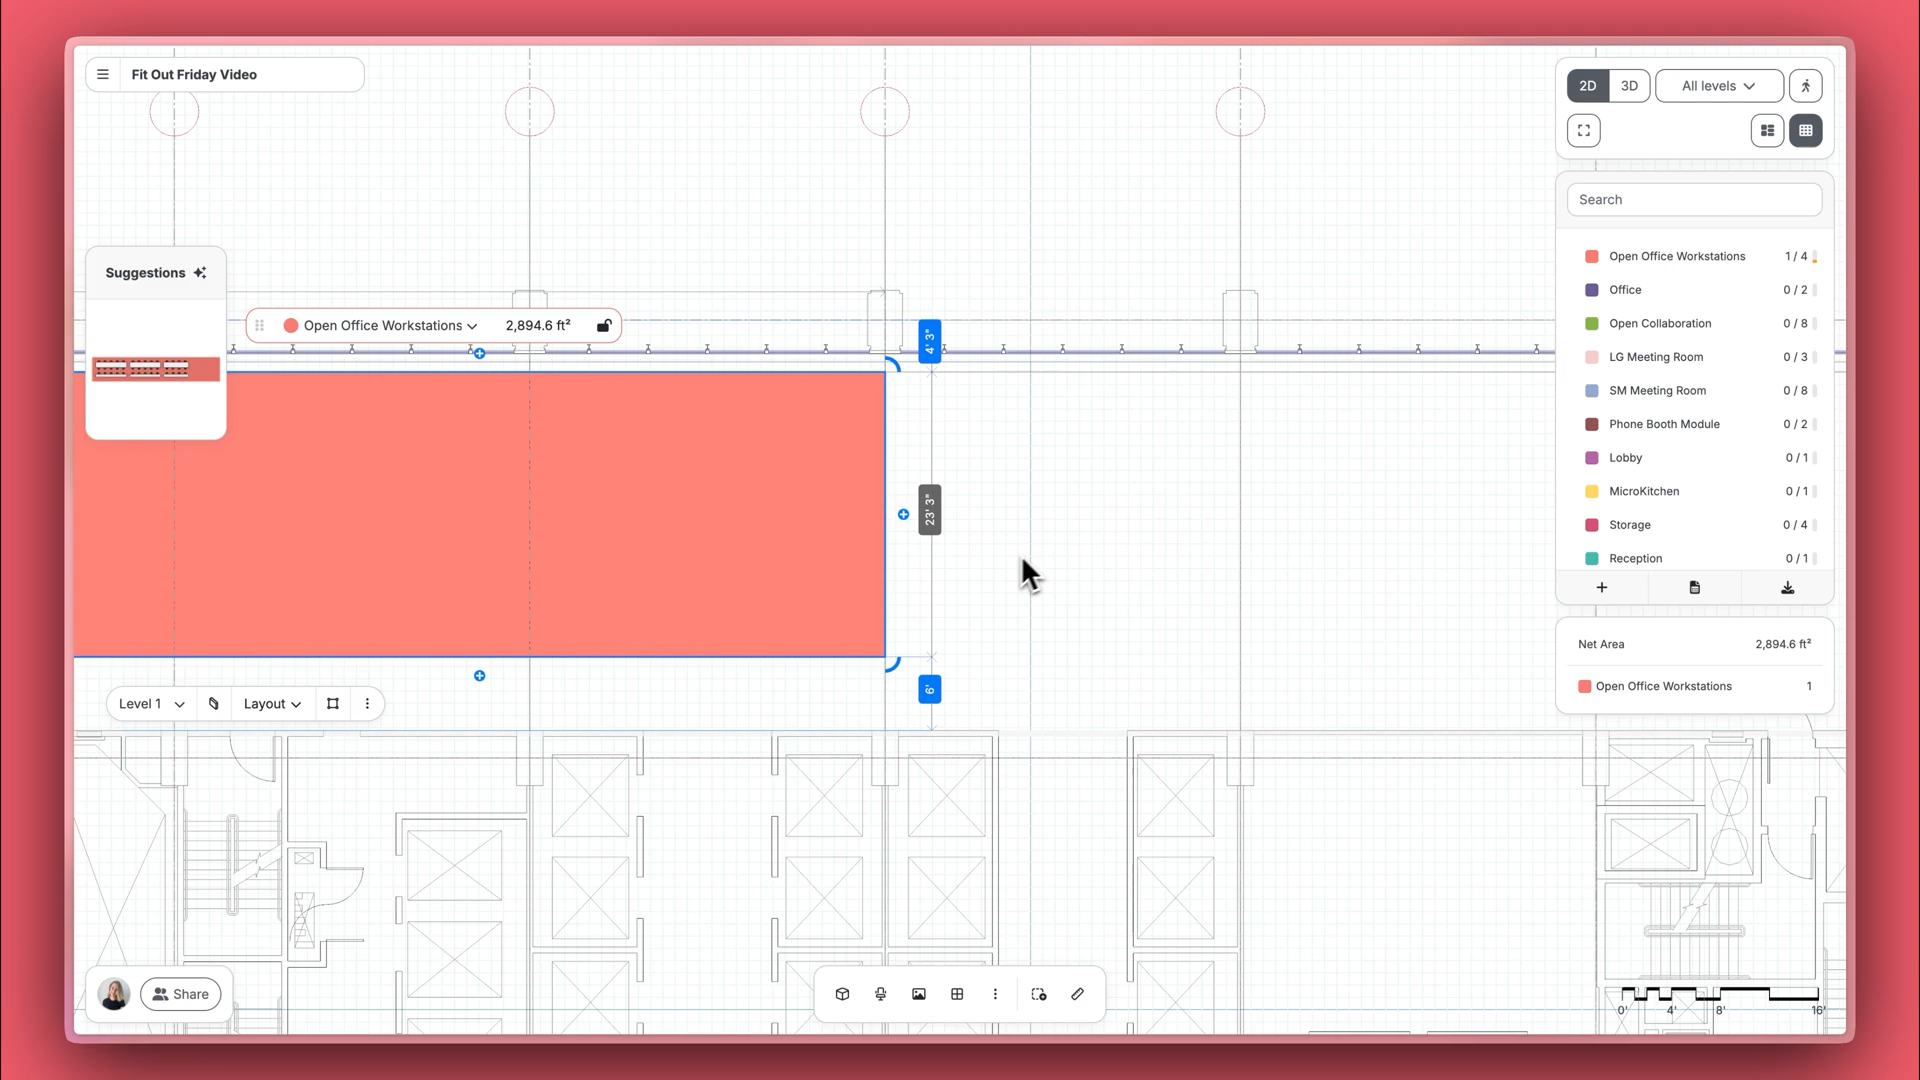 Fit Out Friday Video
2D 3D All levels
Search
Suggestions
Open Office Workstations 2,894.6 ft²
4' 3"
23' 3"
6'
Open Office Workstations 1 / 4
Office 0 / 2
Open Collaboration 0 / 8
LG Meeting Room 0 / 3
SM Meeting Room 0 / 8
Phone Booth Module 0 / 2
Lobby 0 / 1
MicroKitchen 0 / 1
Storage 0 / 4
Reception 0 / 1
Net Area 2,894.6 ft²
Open Office Workstations 1
Level 1 Layout
Share
0' 4' 8' 16'